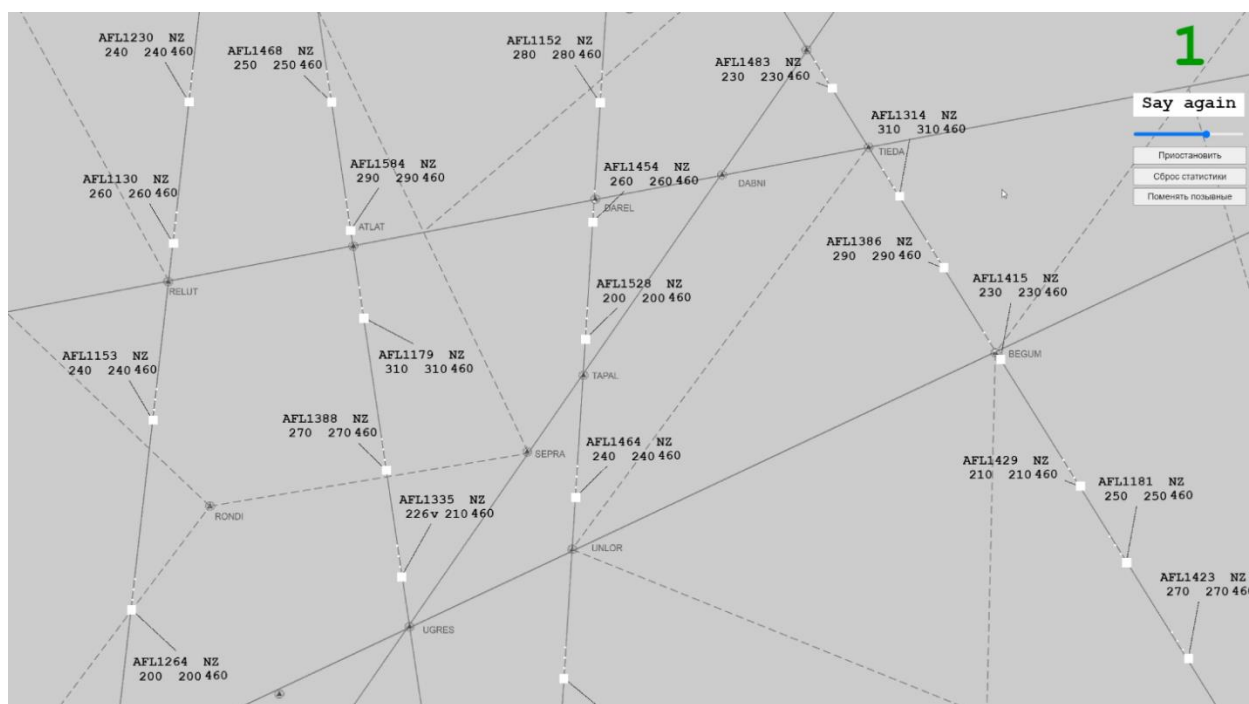 AFL1230 NZ
240 240 460
AFL1468 NZ
250 250 460
AFL1152 NZ
280 280 460
AFL1483 NZ
230 230 460
1
Say again
Приостановить
Сброс статистики
Поменять позывные
AFL1314 NZ
310 310 460
TIEDA
AFL1130 NZ
260 260 460
AFL1584 NZ
290 290 460
AFL1454 NZ
260 260 460
DABNI
DAREL
ATLAT
AFL1386 NZ
290 290 460
AFL1415 NZ
230 230 460
RELUT
AFL1528 NZ
200 200 460
AFL1153 NZ
240 240 460
AFL1179 NZ
310 310 460
BEGUM
TAPAL
AFL1388 NZ
270 270 460
AFL1464 NZ
240 240 460
SEPRA
AFL1429 NZ
210 210 460
AFL1181 NZ
250 250 460
AFL1335 NZ
226v 210 460
RONDI
UNLOR
AFL1423 NZ
270 270 460
UGRES
AFL1264 NZ
200 200 460